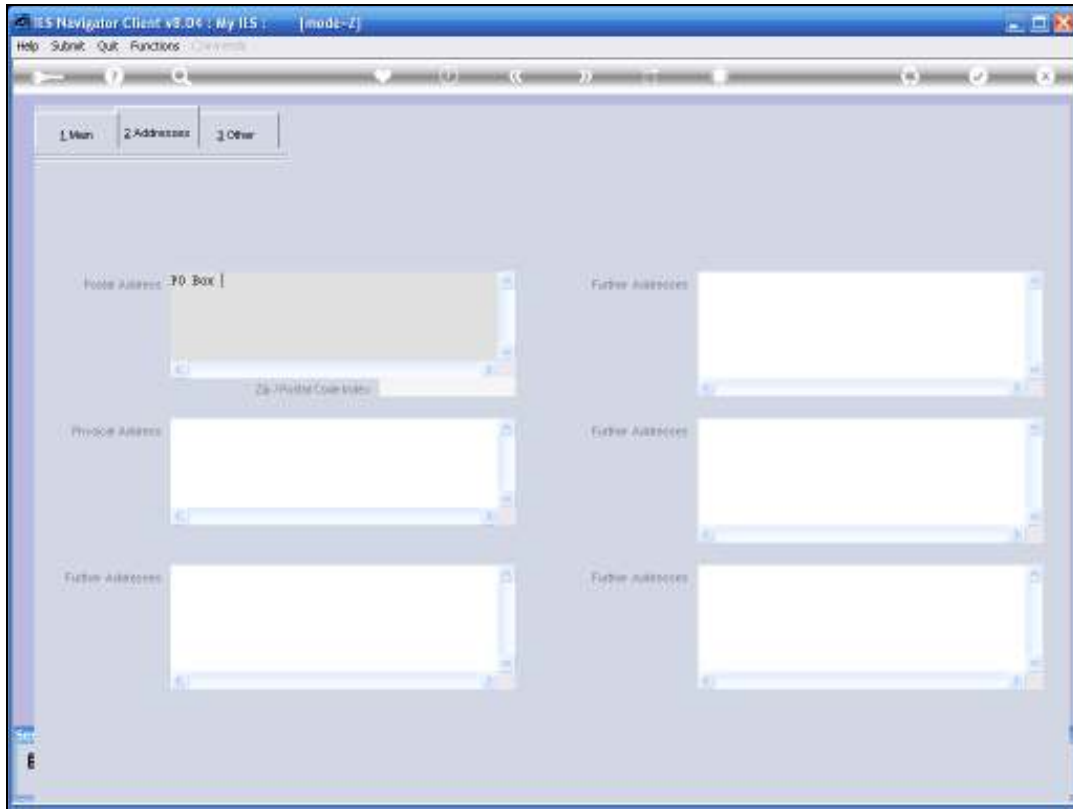 IES Navigator Client v8.04 : My IES : [mode-Z]
Help Submit Quit Functions Commands
1 Main 2 Addresses 3 Other
Postal Address PO Box
Further Addresses
Zip / Postal Code Index
Physical Address
Further Addresses
Further Addresses
Further Addresses